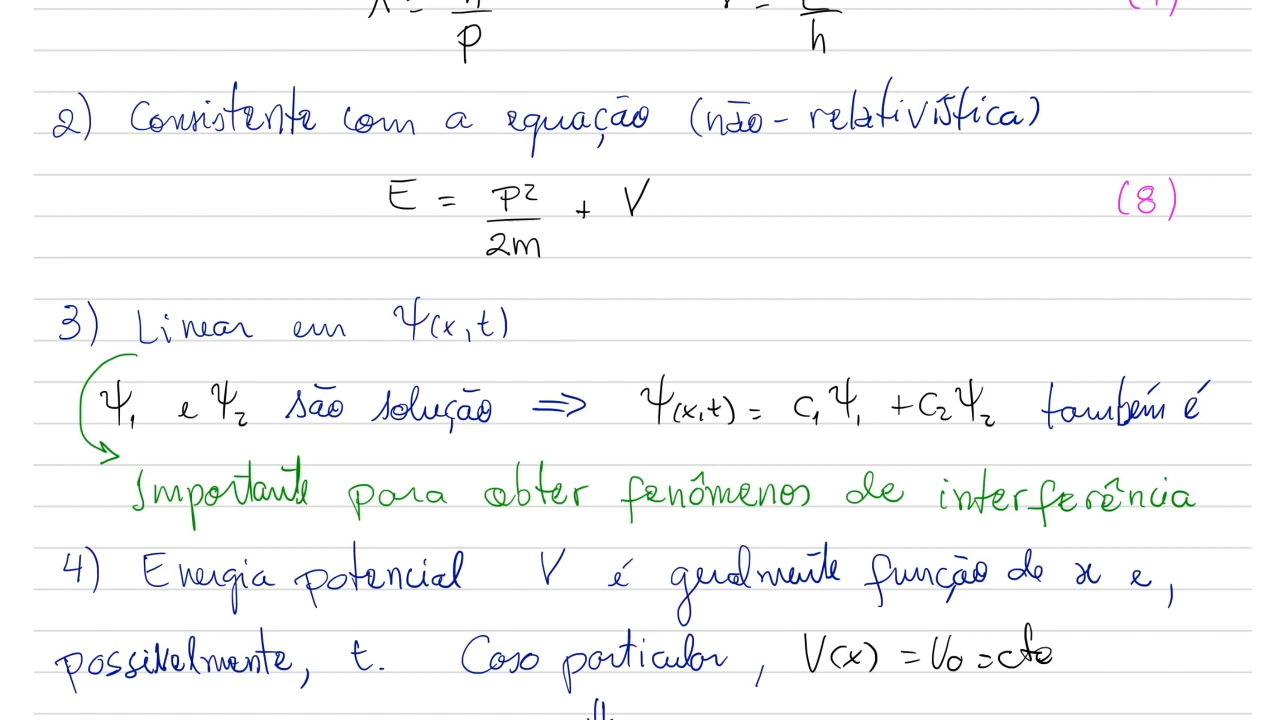 p h
2) Consistente com a equação (não-relativística)
E = p²/2m + V (8)
3) Linear em Ψ(x,t)
Ψ₁ e Ψ₂ são solução ⇒ Ψ(x,t) = C₁Ψ₁ + C₂Ψ₂ também é
Importante para obter fenômenos de interferência
4) Energia potencial V é geralmente função de x e,
possivelmente, t. Caso particular, V(x) = V₀ = cte